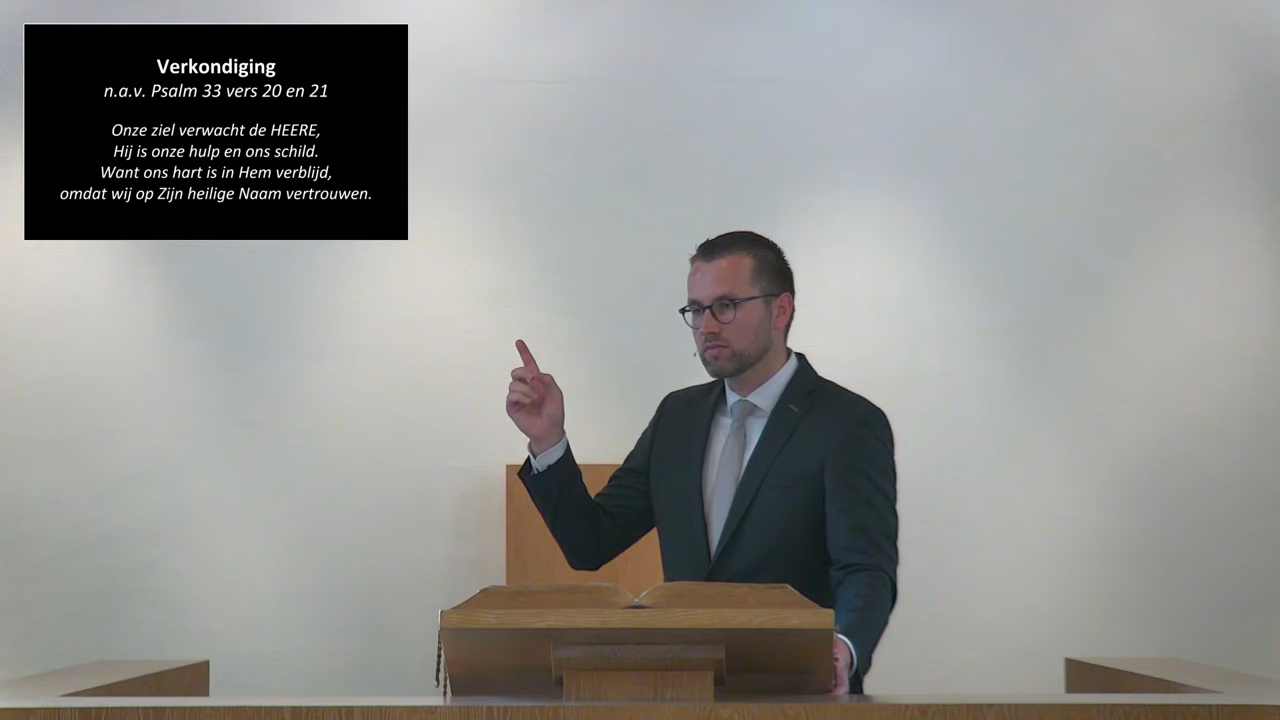 Verkondiging
n.a.v. Psalm 33 vers 20 en 21
Onze ziel verwacht de HEERE,
Hij is onze hulp en ons schild.
Want ons hart is in Hem verblijd,
omdat wij op Zijn heilige Naam vertrouwen.